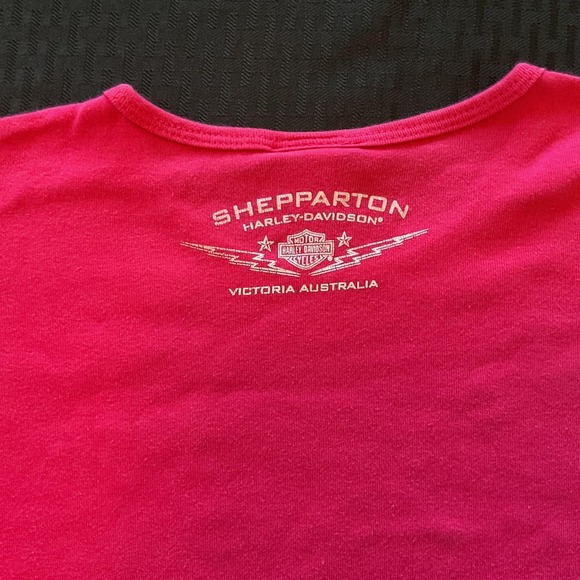 SHEPPARTON
HARLEY-DAVIDSON®
MOTOR
HARLEY-DAVIDSON
CYCLES
VICTORIA AUSTRALIA